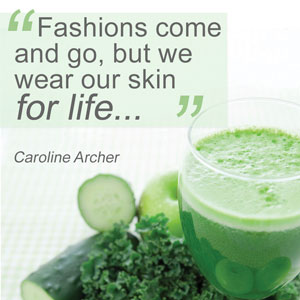 “Fashions come
and go, but we
wear our skin
for life...”
Caroline Archer